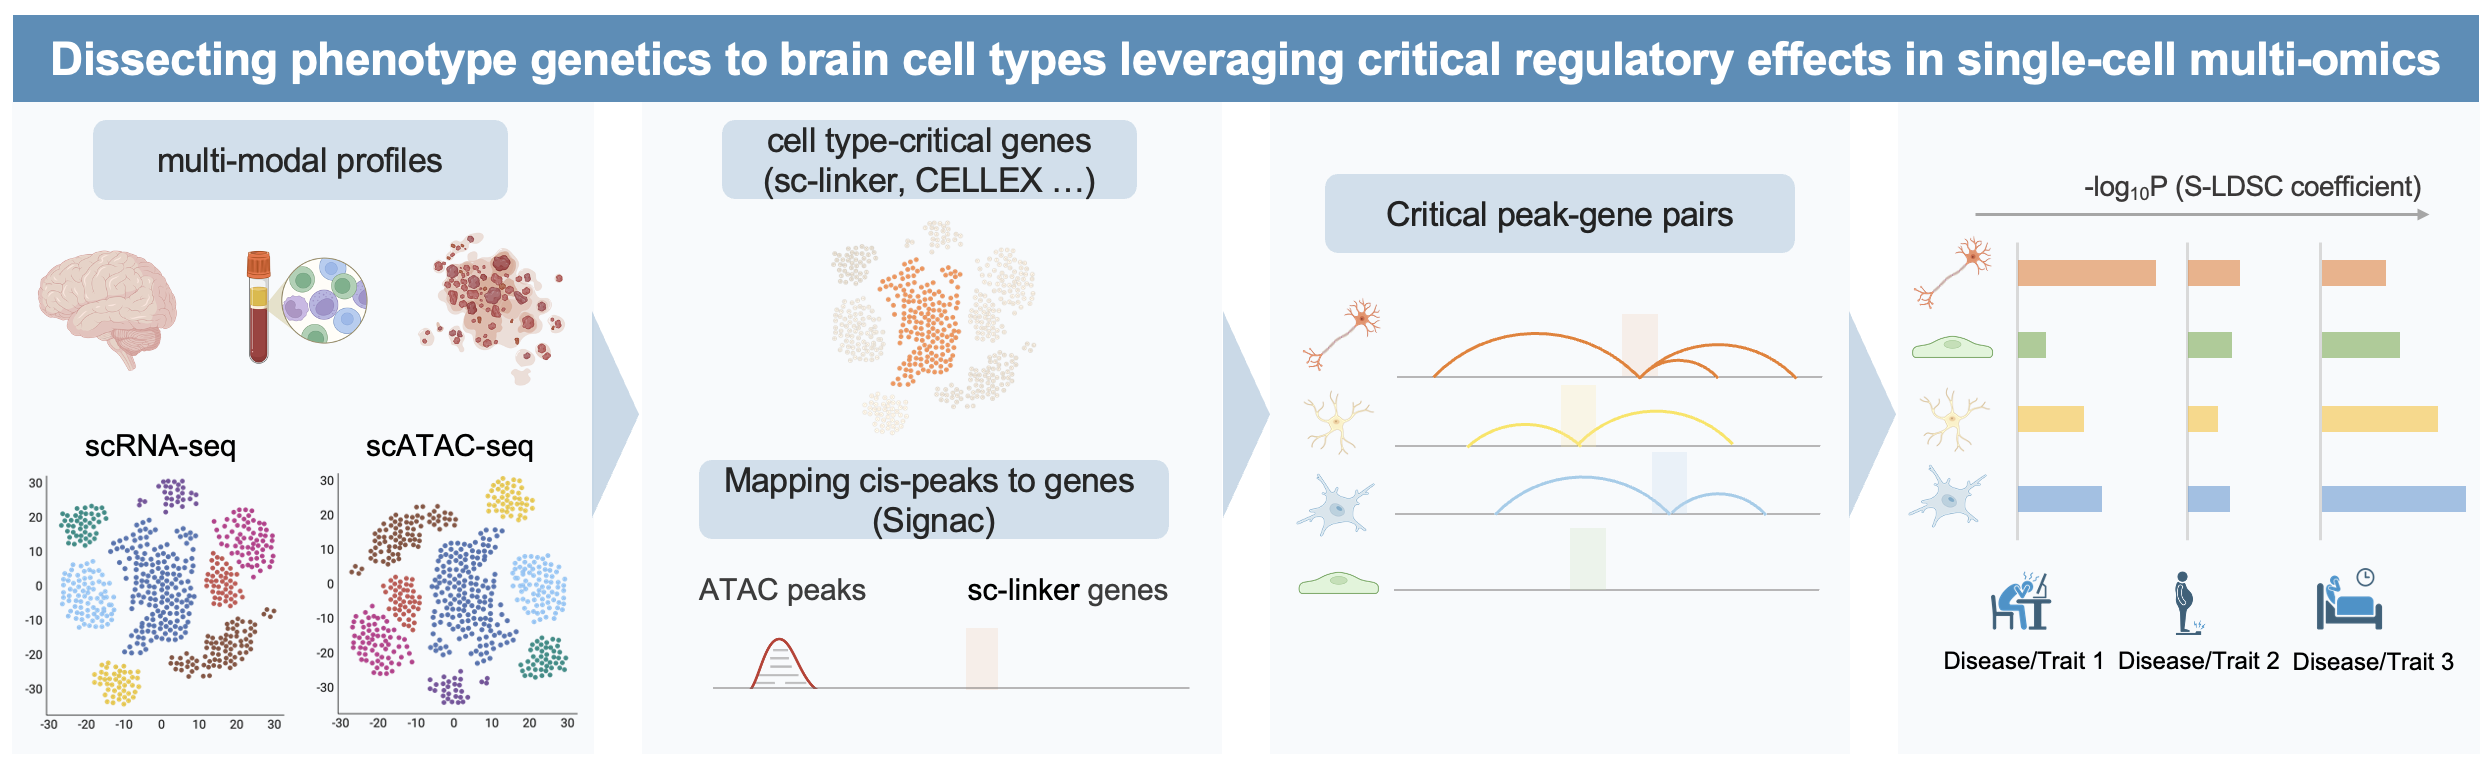 Dissecting phenotype genetics to brain cell types leveraging critical regulatory effects in single-cell multi-omics
multi-modal profiles
scRNA-seq
scATAC-seq
30
20
10
0
-10
-20
-30
-30 -20 -10 0 10 20 30
30
20
10
0
-10
-20
-30
-30 -20 -10 0 10 20 30
cell type-critical genes
(sc-linker, CELLEX ...)
Mapping cis-peaks to genes
(Signac)
ATAC peaks
sc-linker genes
Critical peak-gene pairs
-log₁₀P (S-LDSC coefficient)
Disease/Trait 1
Disease/Trait 2
Disease/Trait 3